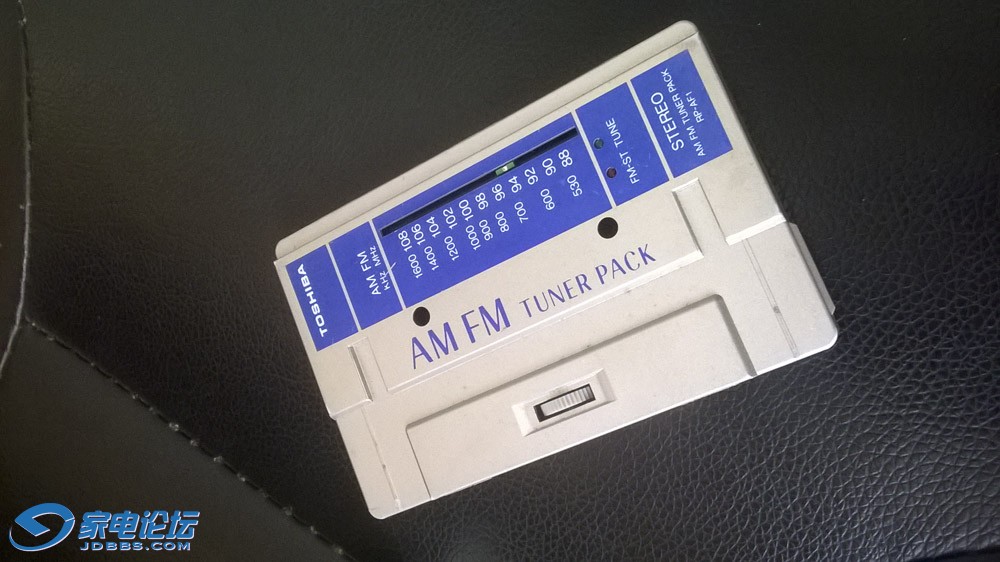 TOSHIBA
AM FM
KHz MHz
1600 108
106
1400 104
1200 102
1000 100
900 98
800 96
700 94
92
600 90
530 88
FM-ST TUNE
STEREO
AM FM TUNER PACK
RP-AF1
AM FM TUNER PACK
家电论坛
JDBBS.COM